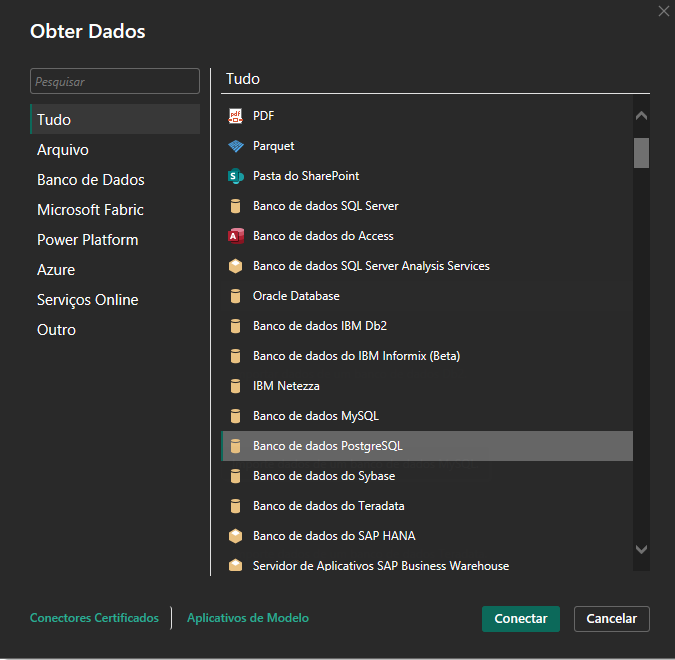 Obter Dados
Pesquisar
Tudo
Arquivo
Banco de Dados
Microsoft Fabric
Power Platform
Azure
Serviços Online
Outro
Tudo
PDF
Parquet
Pasta do SharePoint
Banco de dados SQL Server
Banco de dados do Access
Banco de dados SQL Server Analysis Services
Oracle Database
Banco de dados IBM Db2
Banco de dados do IBM Informix (Beta)
IBM Netezza
Banco de dados MySQL
Banco de dados PostgreSQL
Banco de dados do Sybase
Banco de dados do Teradata
Banco de dados do SAP HANA
Servidor de Aplicativos SAP Business Warehouse
Conectores Certificados
Aplicativos de Modelo
Conectar
Cancelar